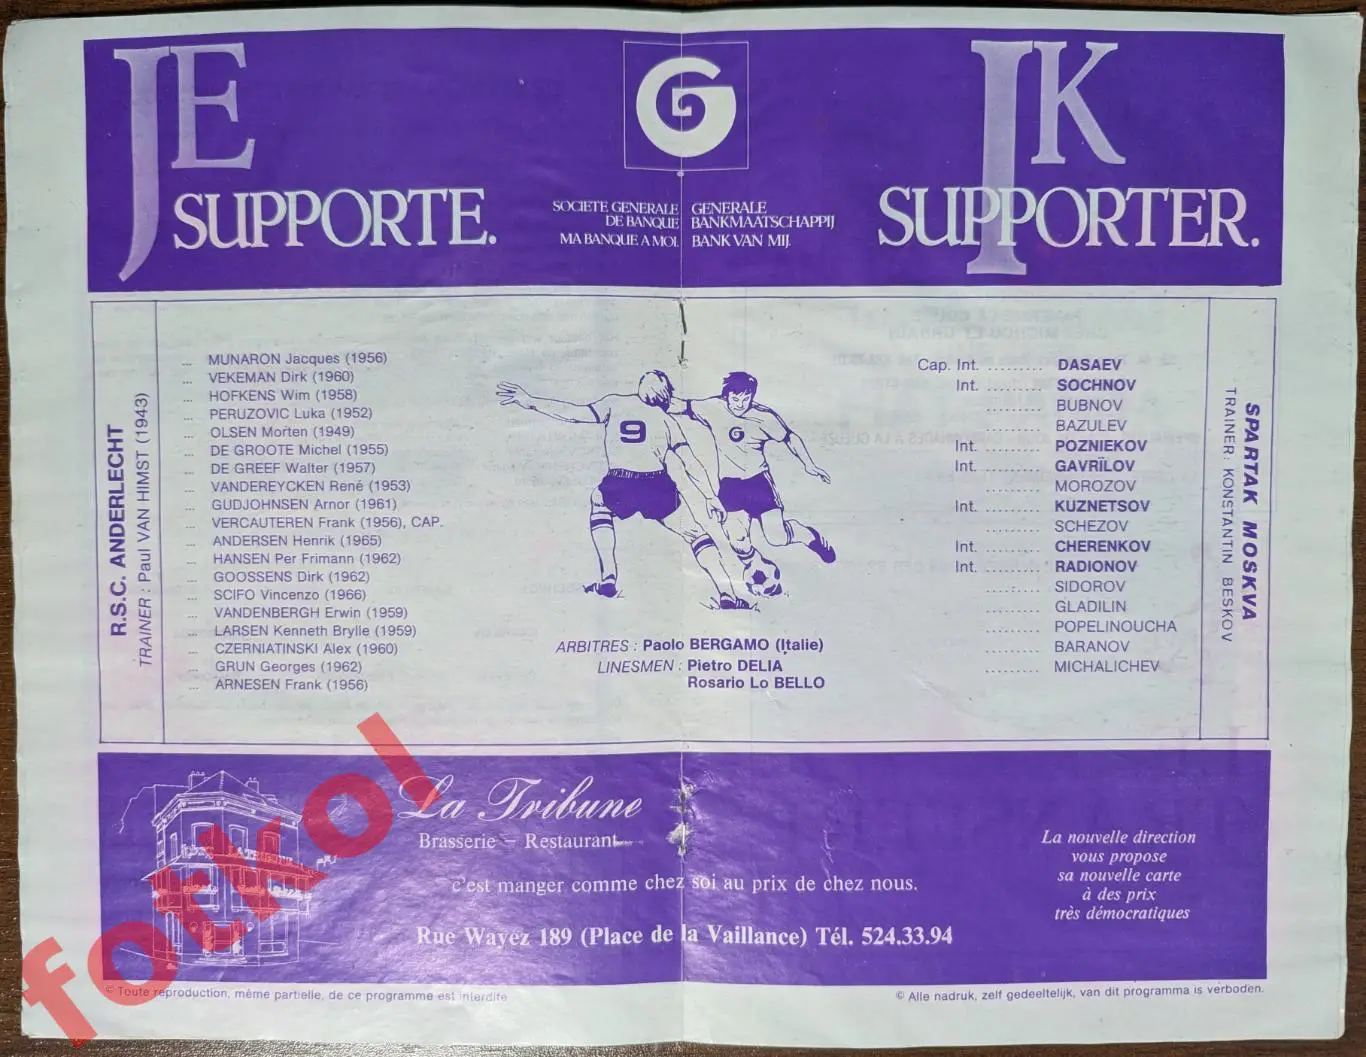 JE
SUPPORTE.
SOCIETE GENERALE
DE BANQUE
MA BANQUE A MOI.
GENERALE
BANKMAATSCHAPPIJ
BANK VAN MIJ.
IK
SUPPORTER.
R.S.C. ANDERLECHT
TRAINER : Paul VAN HIMST (1943)
... MUNARON Jacques (1956)
... VEKEMAN Dirk (1960)
... HOFKENS Wim (1958)
... PERUZOVIC Luka (1952)
... OLSEN Morten (1949)
... DE GROOTE Michel (1955)
... DE GREEF Walter (1957)
... VANDEREYCKEN René (1953)
... GUDJOHNSEN Arnor (1961)
... VERCAUTEREN Frank (1956), CAP.
... ANDERSEN Henrik (1965)
... HANSEN Per Frimann (1962)
... GOOSSENS Dirk (1962)
... SCIFO Vincenzo (1966)
... VANDENBERGH Erwin (1959)
... LARSEN Kenneth Brylle (1959)
... CZERNIATINSKI Alex (1960)
... GRUN Georges (1962)
... ARNESEN Frank (1956)
9
ARBITRES : Paolo BERGAMO (Italie)
LINESMEN : Pietro DELIA
Rosario Lo BELLO
Cap. Int. ......... DASAEV
Int. ......... SOCHNOV
......... BUBNOV
......... BAZULEV
Int. ......... POZNIEKOV
Int. ......... GAVRILOV
......... MOROZOV
Int. ......... KUZNETSOV
......... SCHEZOV
Int. ......... CHERENKOV
Int. ......... RADIONOV
......... SIDOROV
......... GLADILIN
......... POPELINOUCHA
......... BARANOV
......... MICHALICHEV
SPARTAK MOSKVA
TRAINER: KONSTANTIN BESKOV
La Tribune
Brasserie – Restaurant
c'est manger comme chez soi au prix de chez nous.
Rue Wayez 189 (Place de la Vaillance) Tél. 524.33.94
La nouvelle direction
vous propose
sa nouvelle carte
à des prix
très démocratiques
© Toute reproduction, même partielle, de ce programme est interdite
© Alle nadruk, zelf gedeeltelijk, van dit programma is verboden.
fotkol